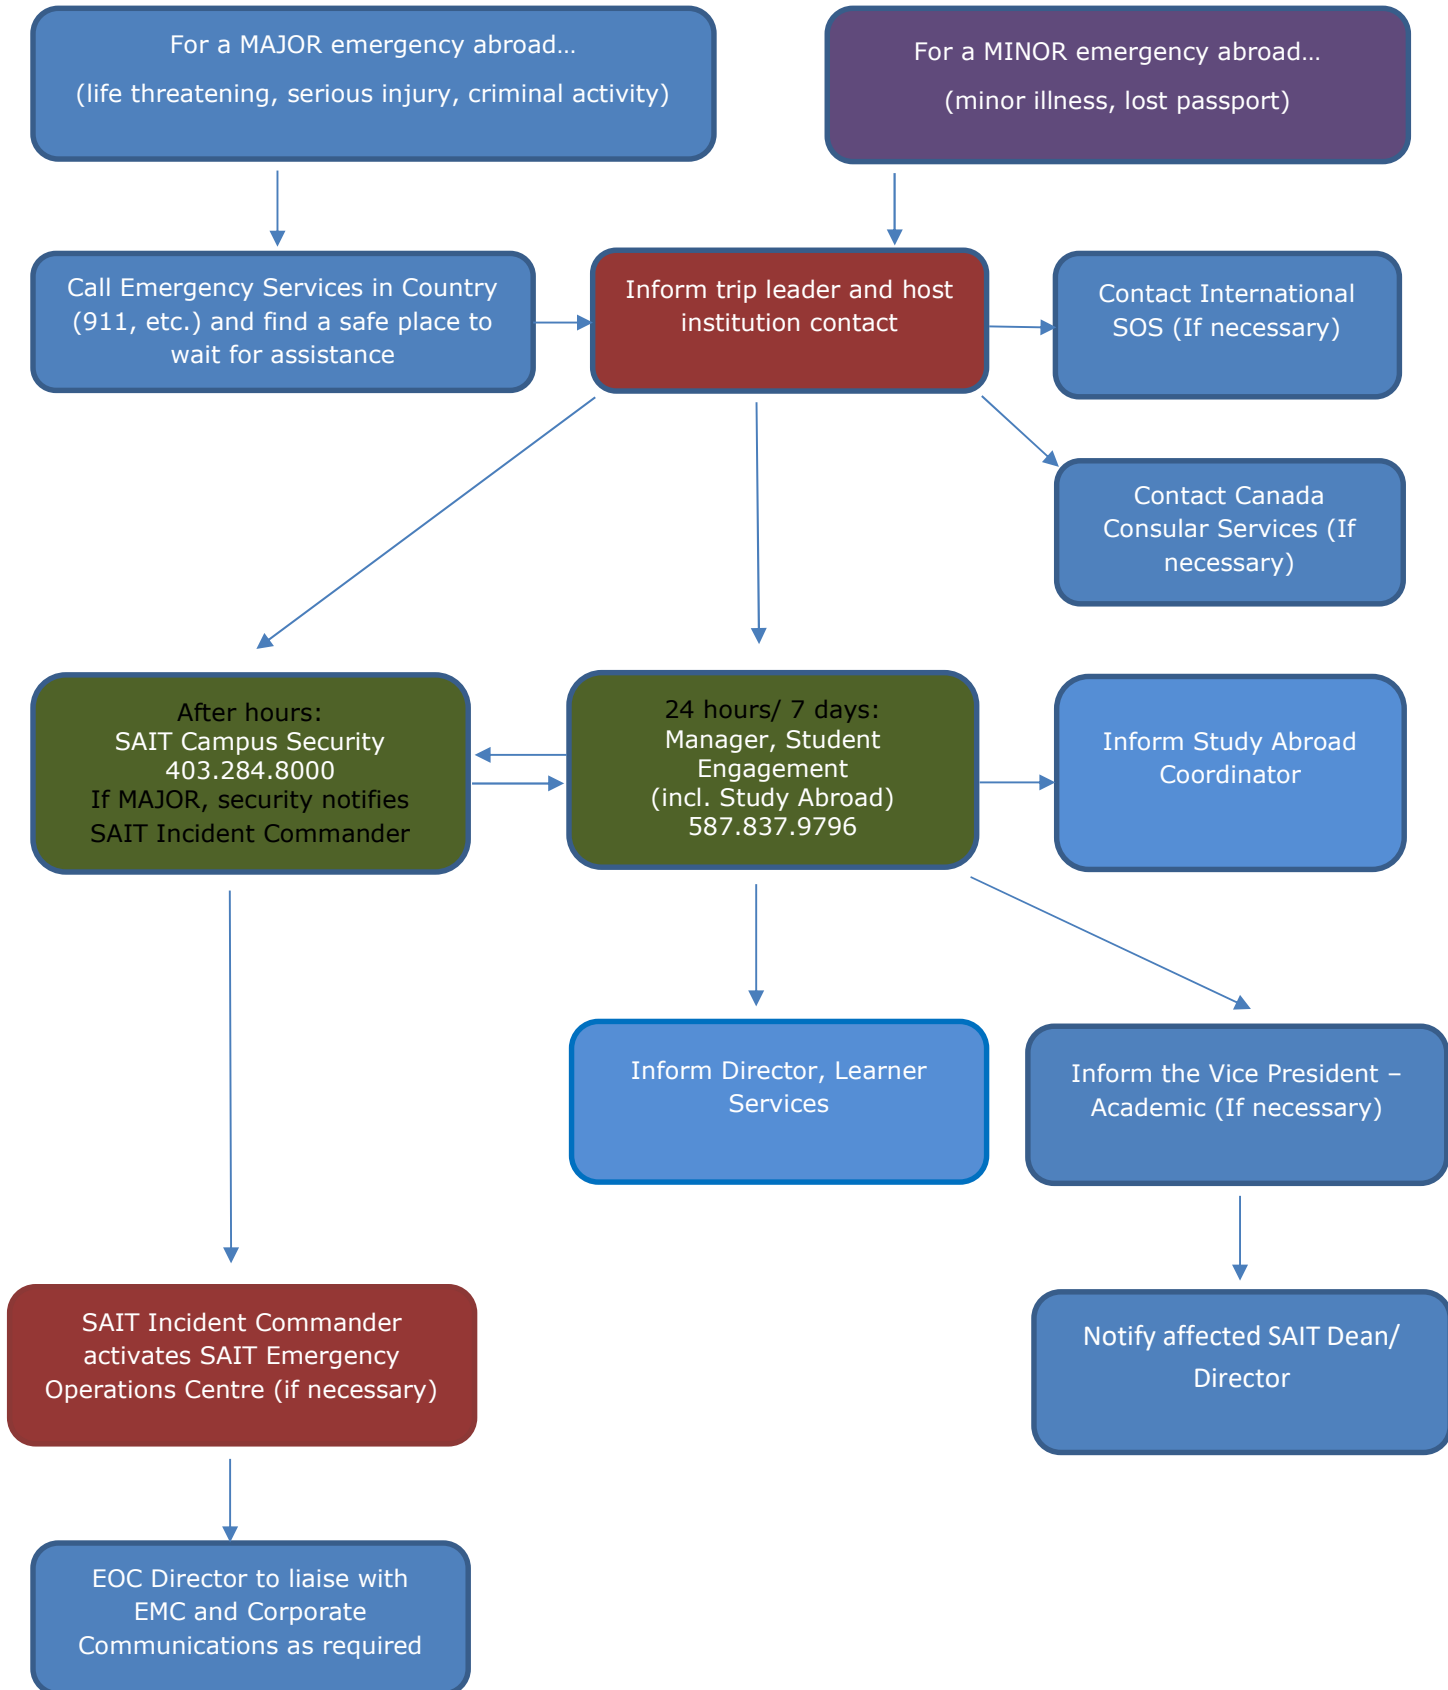 For a MAJOR emergency abroad…
(life threatening, serious injury, criminal activity)
For a MINOR emergency abroad…
(minor illness, lost passport)
Call Emergency Services in Country
(911, etc.) and find a safe place to
wait for assistance
Inform trip leader and host
institution contact
Contact International
SOS (If necessary)
Contact Canada
Consular Services (If
necessary)
After hours:
SAIT Campus Security
403.284.8000
If MAJOR, security notifies
SAIT Incident Commander
24 hours/ 7 days:
Manager, Student
Engagement
(incl. Study Abroad)
587.837.9796
Inform Study Abroad
Coordinator
Inform Director, Learner
Services
Inform the Vice President –
Academic (If necessary)
SAIT Incident Commander
activates SAIT Emergency
Operations Centre (if necessary)
Notify affected SAIT Dean/
Director
EOC Director to liaise with
EMC and Corporate
Communications as required